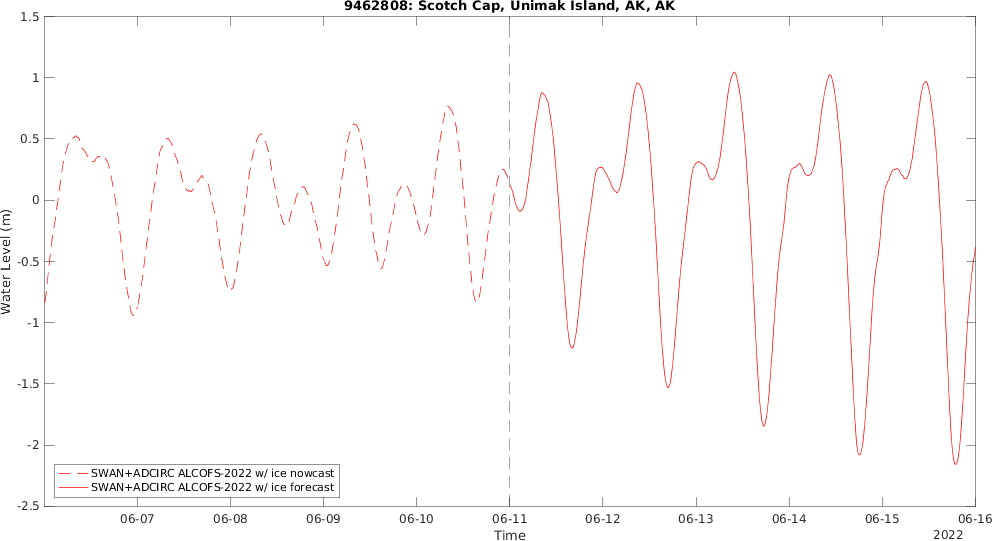 9462808: Scotch Cap, Unimak Island, AK, AK
Water Level (m)
1.5
1
0.5
0
-0.5
-1
-1.5
-2
-2.5
SWAN+ADCIRC ALCOFS-2022 w/ ice nowcast
SWAN+ADCIRC ALCOFS-2022 w/ ice forecast
06-07 06-08 06-09 06-10 06-11 06-12 06-13 06-14 06-15 06-16
Time
2022